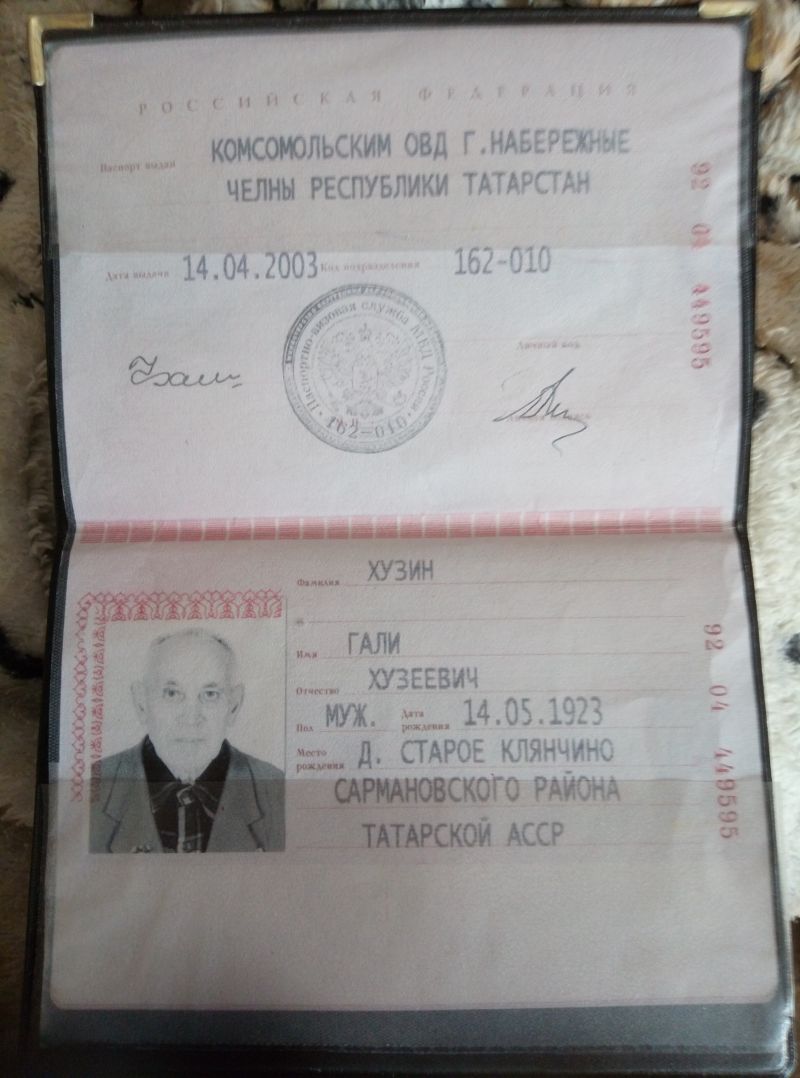 РОССИЙСКАЯ ФЕДЕРАЦИЯ
Паспорт выдан КОМСОМОЛЬСКИМ ОВД Г.НАБЕРЕЖНЫЕ
ЧЕЛНЫ РЕСПУБЛИКИ ТАТАРСТАН
Дата выдачи 14.04.2003 Код подразделения 162-010
Личный код
Паспортно-визовая служба МВД России
162-010
92 04 449595
Фамилия ХУЗИН
Имя ГАЛИ
Отчество ХУЗЕЕВИЧ
Пол МУЖ. Дата рождения 14.05.1923
Место рождения Д. СТАРОЕ КЛЯНЧИНО
САРМАНОВСКОГО РАЙОНА
ТАТАРСКОЙ АССР
92 04 449595